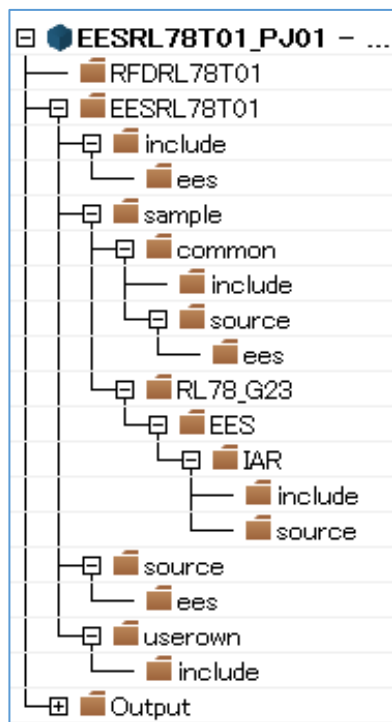 EESRL78T01_PJ01 - ...
RFDRL78T01
EESRL78T01
include
ees
sample
common
include
source
ees
RL78_G23
EES
IAR
include
source
source
ees
userown
include
Output